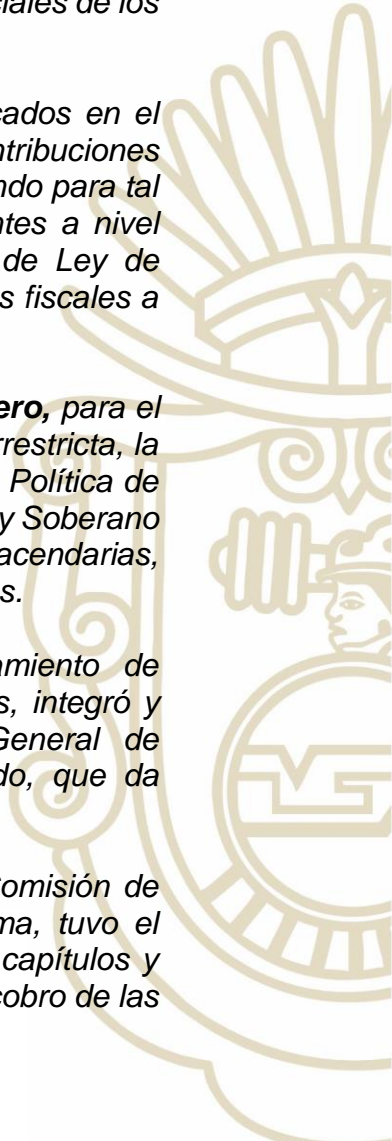 ciales de los
cados en el
ntribuciones
ndo para tal
ntes a nivel
de Ley de
s fiscales a
ero, para el
rrestricta, la
Política de
y Soberano
acendarias,
s.
amiento de
s, integró y
General de
do, que da
Comisión de
ma, tuvo el
capítulos y
cobro de las